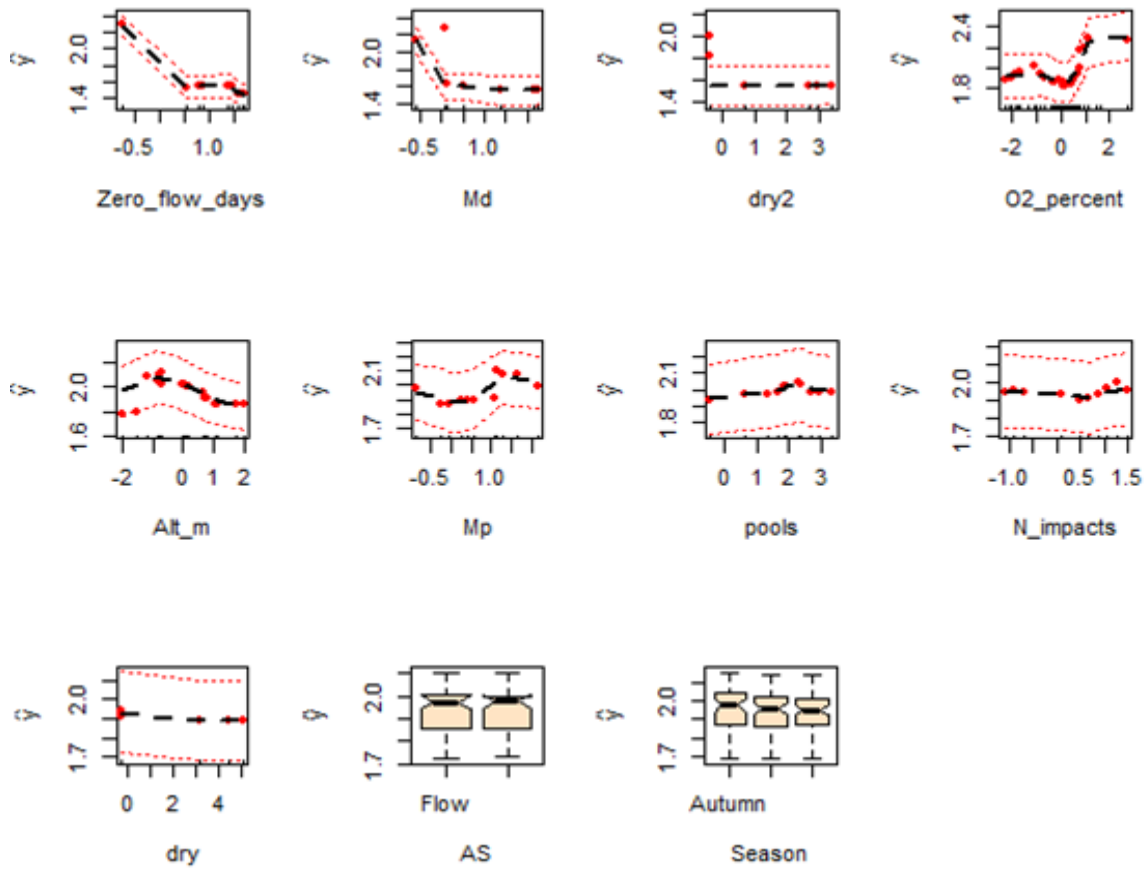 ŷ 1.4 2.0
-0.5 1.0
Zero_flow_days
ŷ 1.4 2.0
-0.5 1.0
Md
ŷ 1.4 2.0
0 1 2 3
dry2
ŷ 1.8 2.4
-2 0 2
O2_percent
ŷ 1.6 2.0
-2 0 1 2
Alt_m
ŷ 1.7 2.1
-0.5 1.0
Mp
ŷ 1.8 2.1
0 1 2 3
pools
ŷ 1.7 2.0
-1.0 0.5 1.5
N_impacts
ŷ 1.7 2.0
0 2 4
dry
ŷ 1.7 2.0
Flow
AS
ŷ 1.7 2.0
Autumn
Season